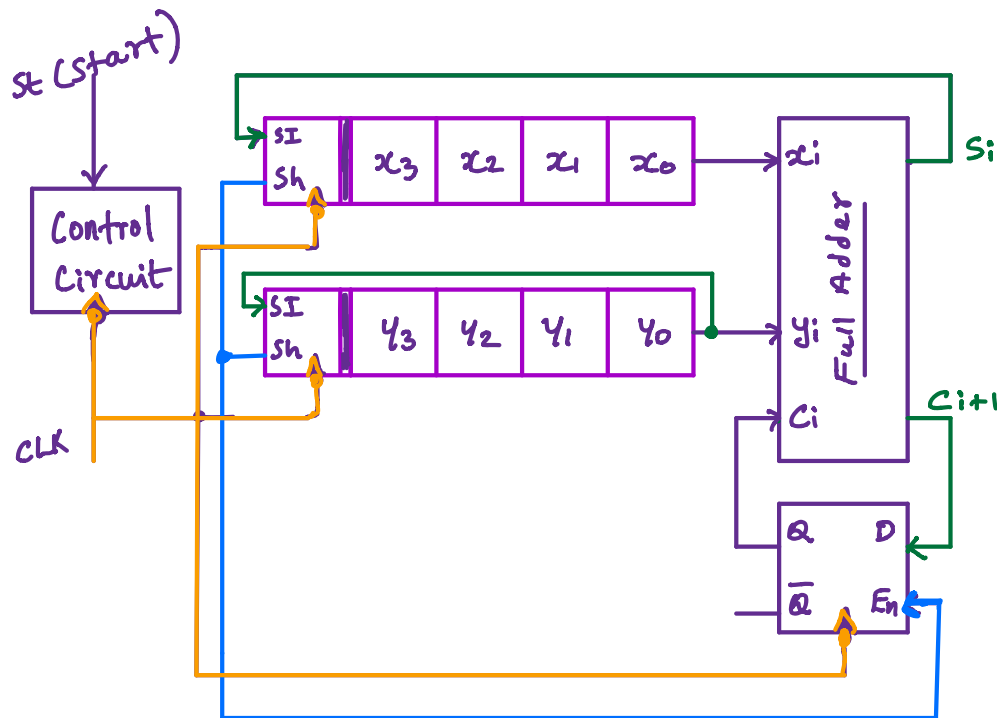 St (Start)
Control
Circuit
CLK
SI
Sh
x3
x2
x1
x0
SI
Sh
y3
y2
y1
y0
xi
yi
Ci
Full Adder
Si
Ci+1
Q
D
Q̅
En